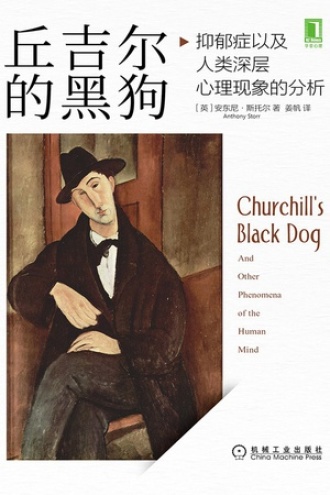 丘吉尔
的黑狗
抑郁症以及
人类深层
心理现象的分析
[英]安东尼·斯托尔 著 姜帆 译
Anthony Storr
Churchill's
Black Dog
And
Other
Phenomena
of the
Human
Mind
机械工业出版社
China Machine Press